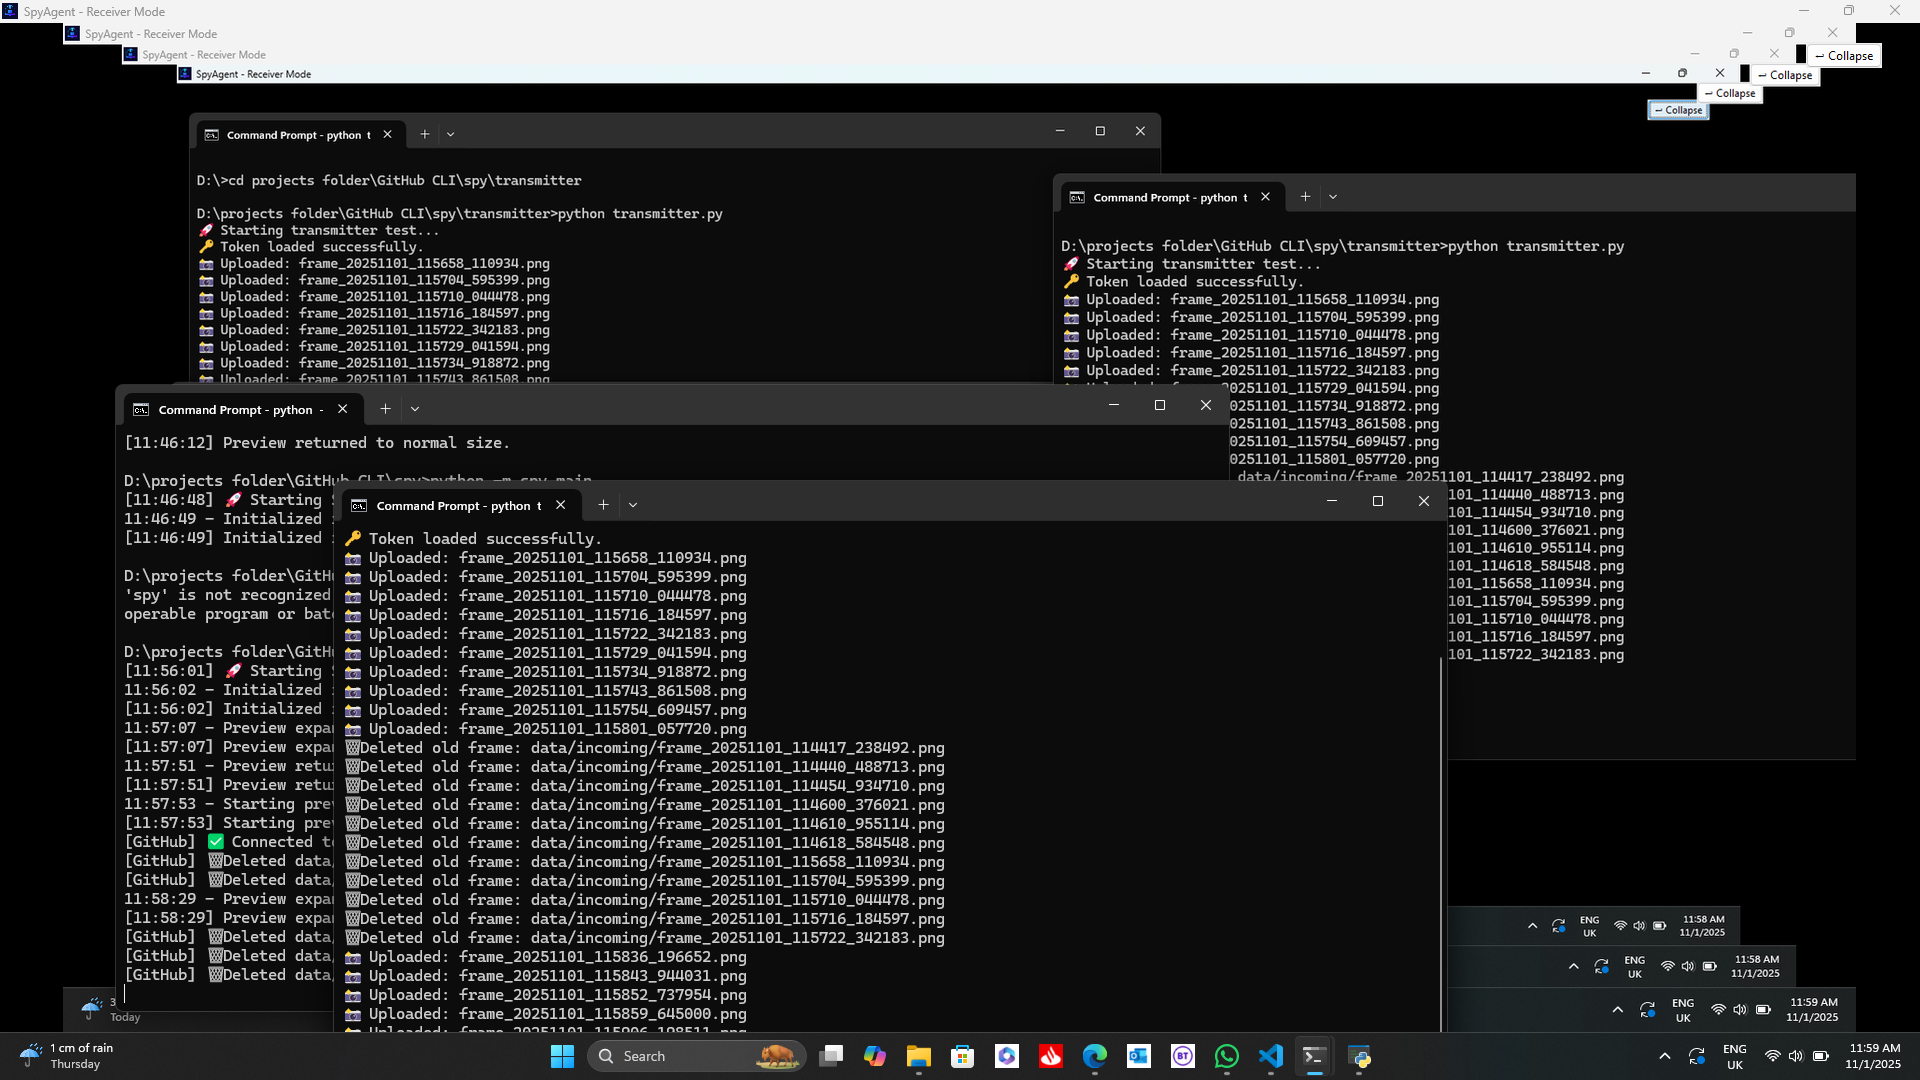 SpyAgent - Receiver Mode
SpyAgent - Receiver Mode
SpyAgent - Receiver Mode
SpyAgent - Receiver Mode
Collapse
Collapse
Collapse
Collapse
Command Prompt - python t
D:\>cd projects folder\GitHub CLI\spy\transmitter
D:\projects folder\GitHub CLI\spy\transmitter>python transmitter.py
🚀 Starting transmitter test...
🔑 Token loaded successfully.
📸 Uploaded: frame_20251101_115658_110934.png
📸 Uploaded: frame_20251101_115704_595399.png
📸 Uploaded: frame_20251101_115710_044478.png
📸 Uploaded: frame_20251101_115716_184597.png
📸 Uploaded: frame_20251101_115722_342183.png
📸 Uploaded: frame_20251101_115729_041594.png
📸 Uploaded: frame_20251101_115734_918872.png
📸 Uploaded: frame_20251101_115743_861508.png
Command Prompt - python t
D:\projects folder\GitHub CLI\spy\transmitter>python transmitter.py
🚀 Starting transmitter test...
🔑 Token loaded successfully.
📸 Uploaded: frame_20251101_115658_110934.png
📸 Uploaded: frame_20251101_115704_595399.png
📸 Uploaded: frame_20251101_115710_044478.png
📸 Uploaded: frame_20251101_115716_184597.png
📸 Uploaded: frame_20251101_115722_342183.png
0251101_115729_041594.png
0251101_115734_918872.png
0251101_115743_861508.png
0251101_115754_609457.png
0251101_115801_057720.png
data/incoming/frame_20251101_114417_238492.png
101_114440_488713.png
101_114454_934710.png
101_114600_376021.png
101_114610_955114.png
101_114618_584548.png
101_115658_110934.png
101_115704_595399.png
101_115710_044478.png
101_115716_184597.png
101_115722_342183.png
Command Prompt - python -
[11:46:12] Preview returned to normal size.
D:\projects folder\GitHub CLI\spy>python -m spy.main
[11:46:48] 🚀 Starting
11:46:49 - Initialized
[11:46:49] Initialized
D:\projects folder\GitH
'spy' is not recognized
operable program or bat
D:\projects folder\GitH
[11:56:01] 🚀 Starting
11:56:02 - Initialized
[11:56:02] Initialized
11:57:07 - Preview expa
[11:57:07] Preview expa
11:57:51 - Preview retu
[11:57:51] Preview retu
11:57:53 - Starting pre
[11:57:53] Starting pre
[GitHub] ✅ Connected t
[GitHub] 🗑Deleted data
[GitHub] 🗑Deleted data
11:58:29 - Preview expa
[11:58:29] Preview expa
[GitHub] 🗑Deleted data
[GitHub] 🗑Deleted data
[GitHub] 🗑Deleted data
Command Prompt - python t
🔑 Token loaded successfully.
📸 Uploaded: frame_20251101_115658_110934.png
📸 Uploaded: frame_20251101_115704_595399.png
📸 Uploaded: frame_20251101_115710_044478.png
📸 Uploaded: frame_20251101_115716_184597.png
📸 Uploaded: frame_20251101_115722_342183.png
📸 Uploaded: frame_20251101_115729_041594.png
📸 Uploaded: frame_20251101_115734_918872.png
📸 Uploaded: frame_20251101_115743_861508.png
📸 Uploaded: frame_20251101_115754_609457.png
📸 Uploaded: frame_20251101_115801_057720.png
🗑Deleted old frame: data/incoming/frame_20251101_114417_238492.png
🗑Deleted old frame: data/incoming/frame_20251101_114440_488713.png
🗑Deleted old frame: data/incoming/frame_20251101_114454_934710.png
🗑Deleted old frame: data/incoming/frame_20251101_114600_376021.png
🗑Deleted old frame: data/incoming/frame_20251101_114610_955114.png
🗑Deleted old frame: data/incoming/frame_20251101_114618_584548.png
🗑Deleted old frame: data/incoming/frame_20251101_115658_110934.png
🗑Deleted old frame: data/incoming/frame_20251101_115704_595399.png
🗑Deleted old frame: data/incoming/frame_20251101_115710_044478.png
🗑Deleted old frame: data/incoming/frame_20251101_115716_184597.png
🗑Deleted old frame: data/incoming/frame_20251101_115722_342183.png
📸 Uploaded: frame_20251101_115836_196652.png
📸 Uploaded: frame_20251101_115843_944031.png
📸 Uploaded: frame_20251101_115852_737954.png
📸 Uploaded: frame_20251101_115859_645000.png
📸 Uploaded: frame_20251101_115906_198511.png
ENG
UK
11:58 AM
11/1/2025
ENG
UK
11:58 AM
11/1/2025
3
Today
ENG
UK
11:59 AM
11/1/2025
1 cm of rain
Thursday
Search
BT
ENG
UK
11:59 AM
11/1/2025